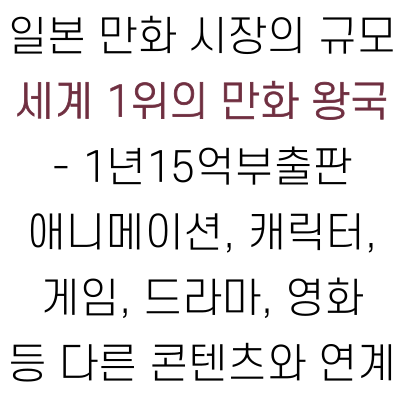 일본 만화 시장의 규모
세계 1위의 만화 왕국
- 1년15억부출판
애니메이션, 캐릭터,
게임, 드라마, 영화
등 다른 콘텐츠와 연계